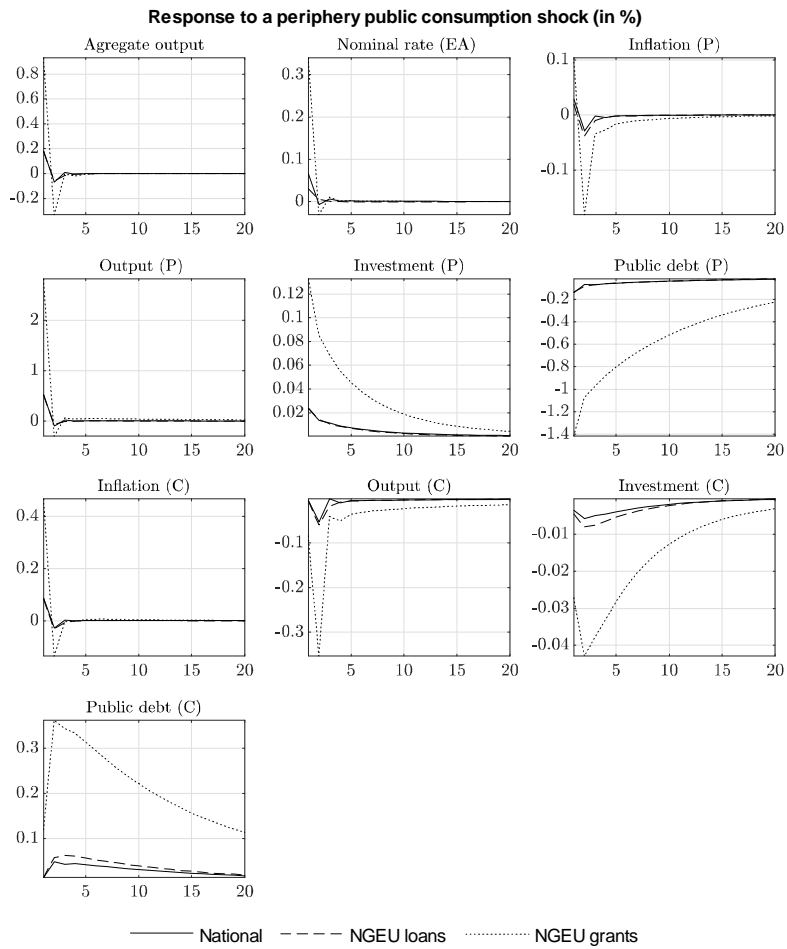 Response to a periphery public consumption shock (in %)
Agregate output
Nominal rate (EA)
Inflation (P)
0.8
0.6
0.4
0.2
0
-0.2
5 10 15 20
0.3
0.2
0.1
0
5 10 15 20
0.1
0
-0.1
5 10 15 20
Output (P)
Investment (P)
Public debt (P)
2
1
0
5 10 15 20
0.12
0.1
0.08
0.06
0.04
0.02
5 10 15 20
-0.2
-0.4
-0.6
-0.8
-1
-1.2
-1.4
5 10 15 20
Inflation (C)
Output (C)
Investment (C)
0.4
0.2
0
5 10 15 20
-0.1
-0.2
-0.3
5 10 15 20
-0.01
-0.02
-0.03
-0.04
5 10 15 20
Public debt (C)
0.3
0.2
0.1
5 10 15 20
National NGEU loans NGEU grants